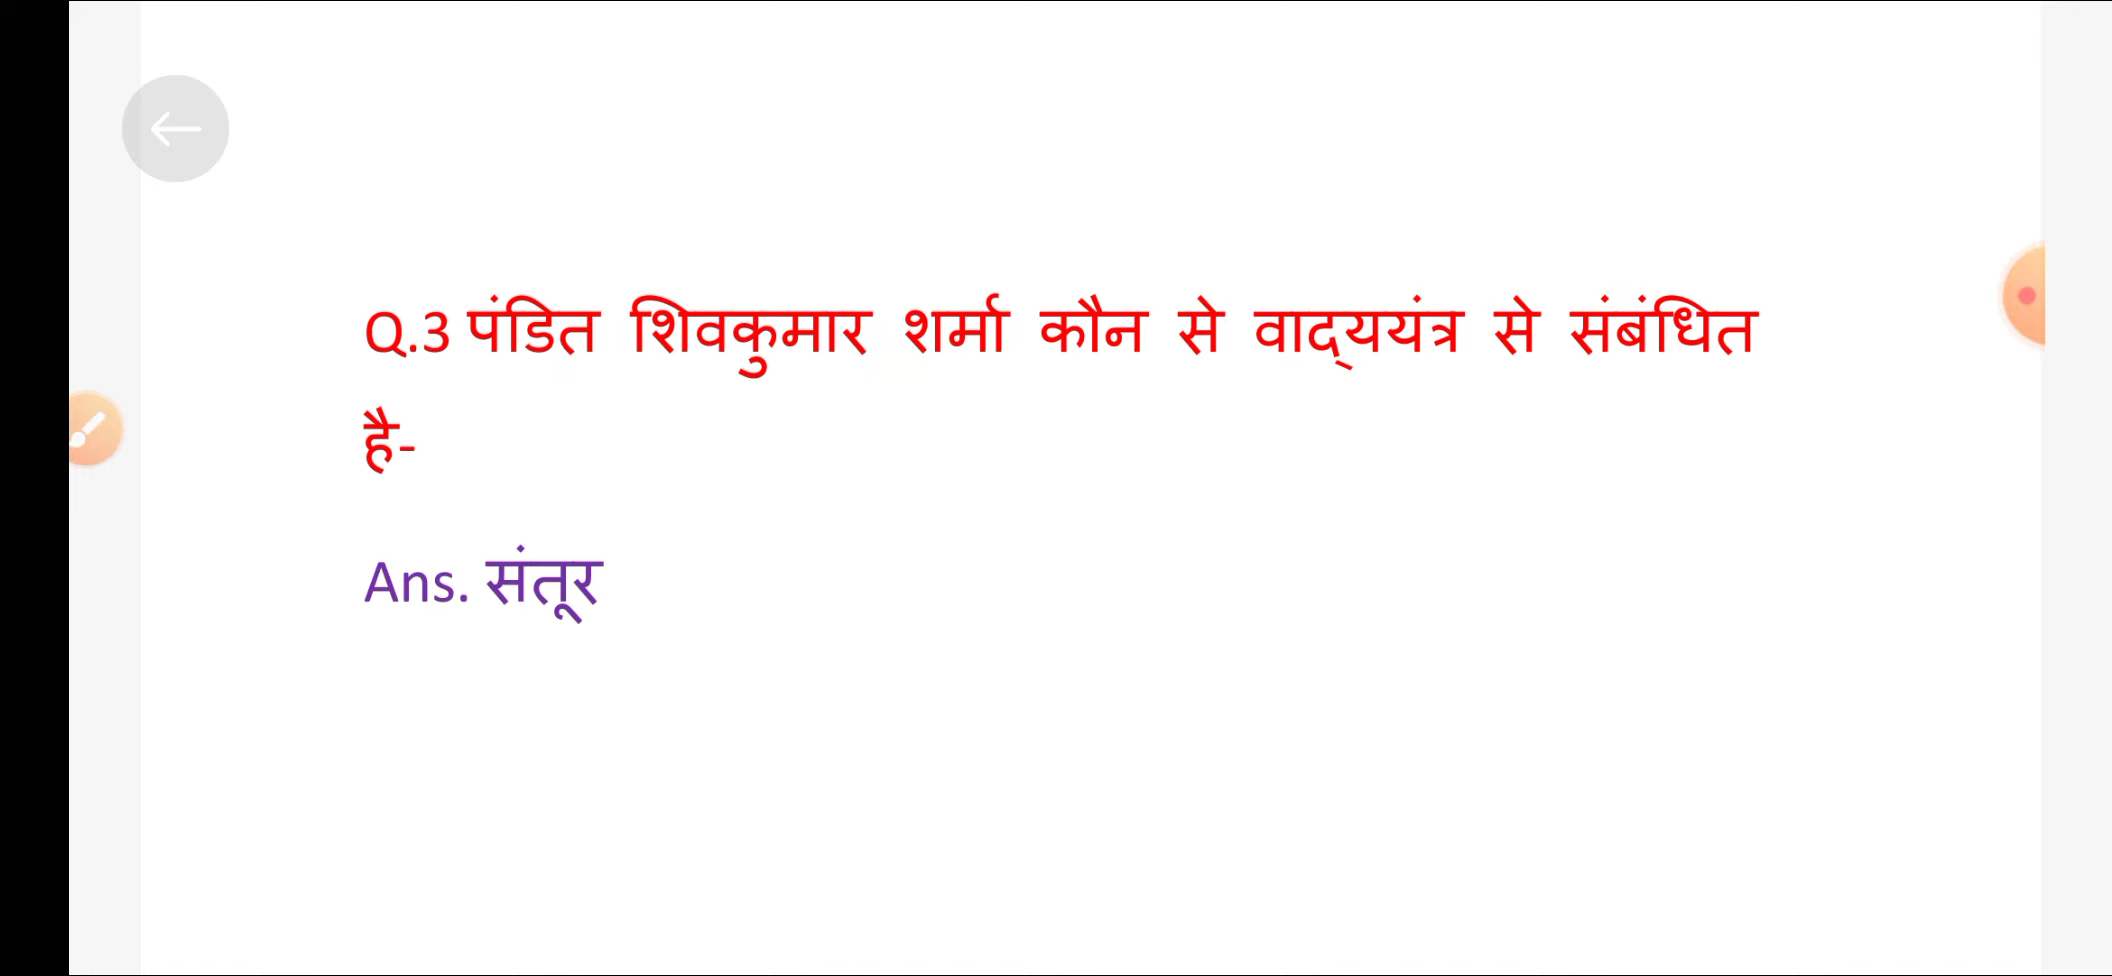 Q.3 पंडित शिवकुमार शर्मा कौन से वाद्ययंत्र से संबंधित
है-
Ans. संतूर